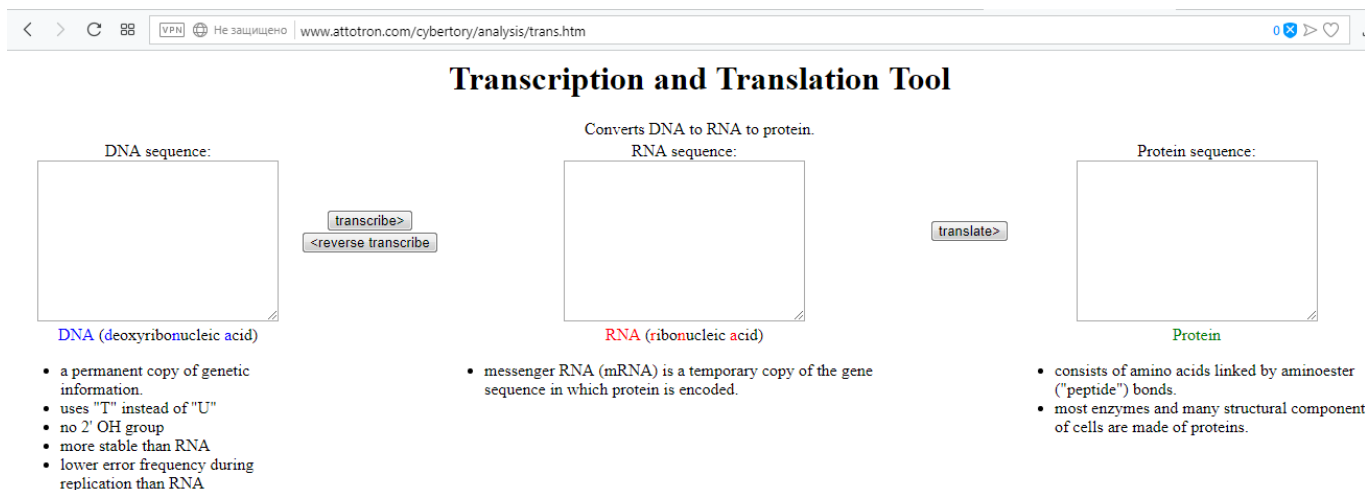 VPN Не защищено www.attotron.com/cybertory/analysis/trans.htm 0
Transcription and Translation Tool
Converts DNA to RNA to protein.
DNA sequence:
transcribe>
<reverse transcribe
DNA (deoxyribonucleic acid)
• a permanent copy of genetic
information.
• uses "T" instead of "U"
• no 2' OH group
• more stable than RNA
• lower error frequency during
replication than RNA
RNA sequence:
RNA (ribonucleic acid)
• messenger RNA (mRNA) is a temporary copy of the gene
sequence in which protein is encoded.
translate>
Protein sequence:
Protein
• consists of amino acids linked by aminoester
("peptide") bonds.
• most enzymes and many structural component
of cells are made of proteins.